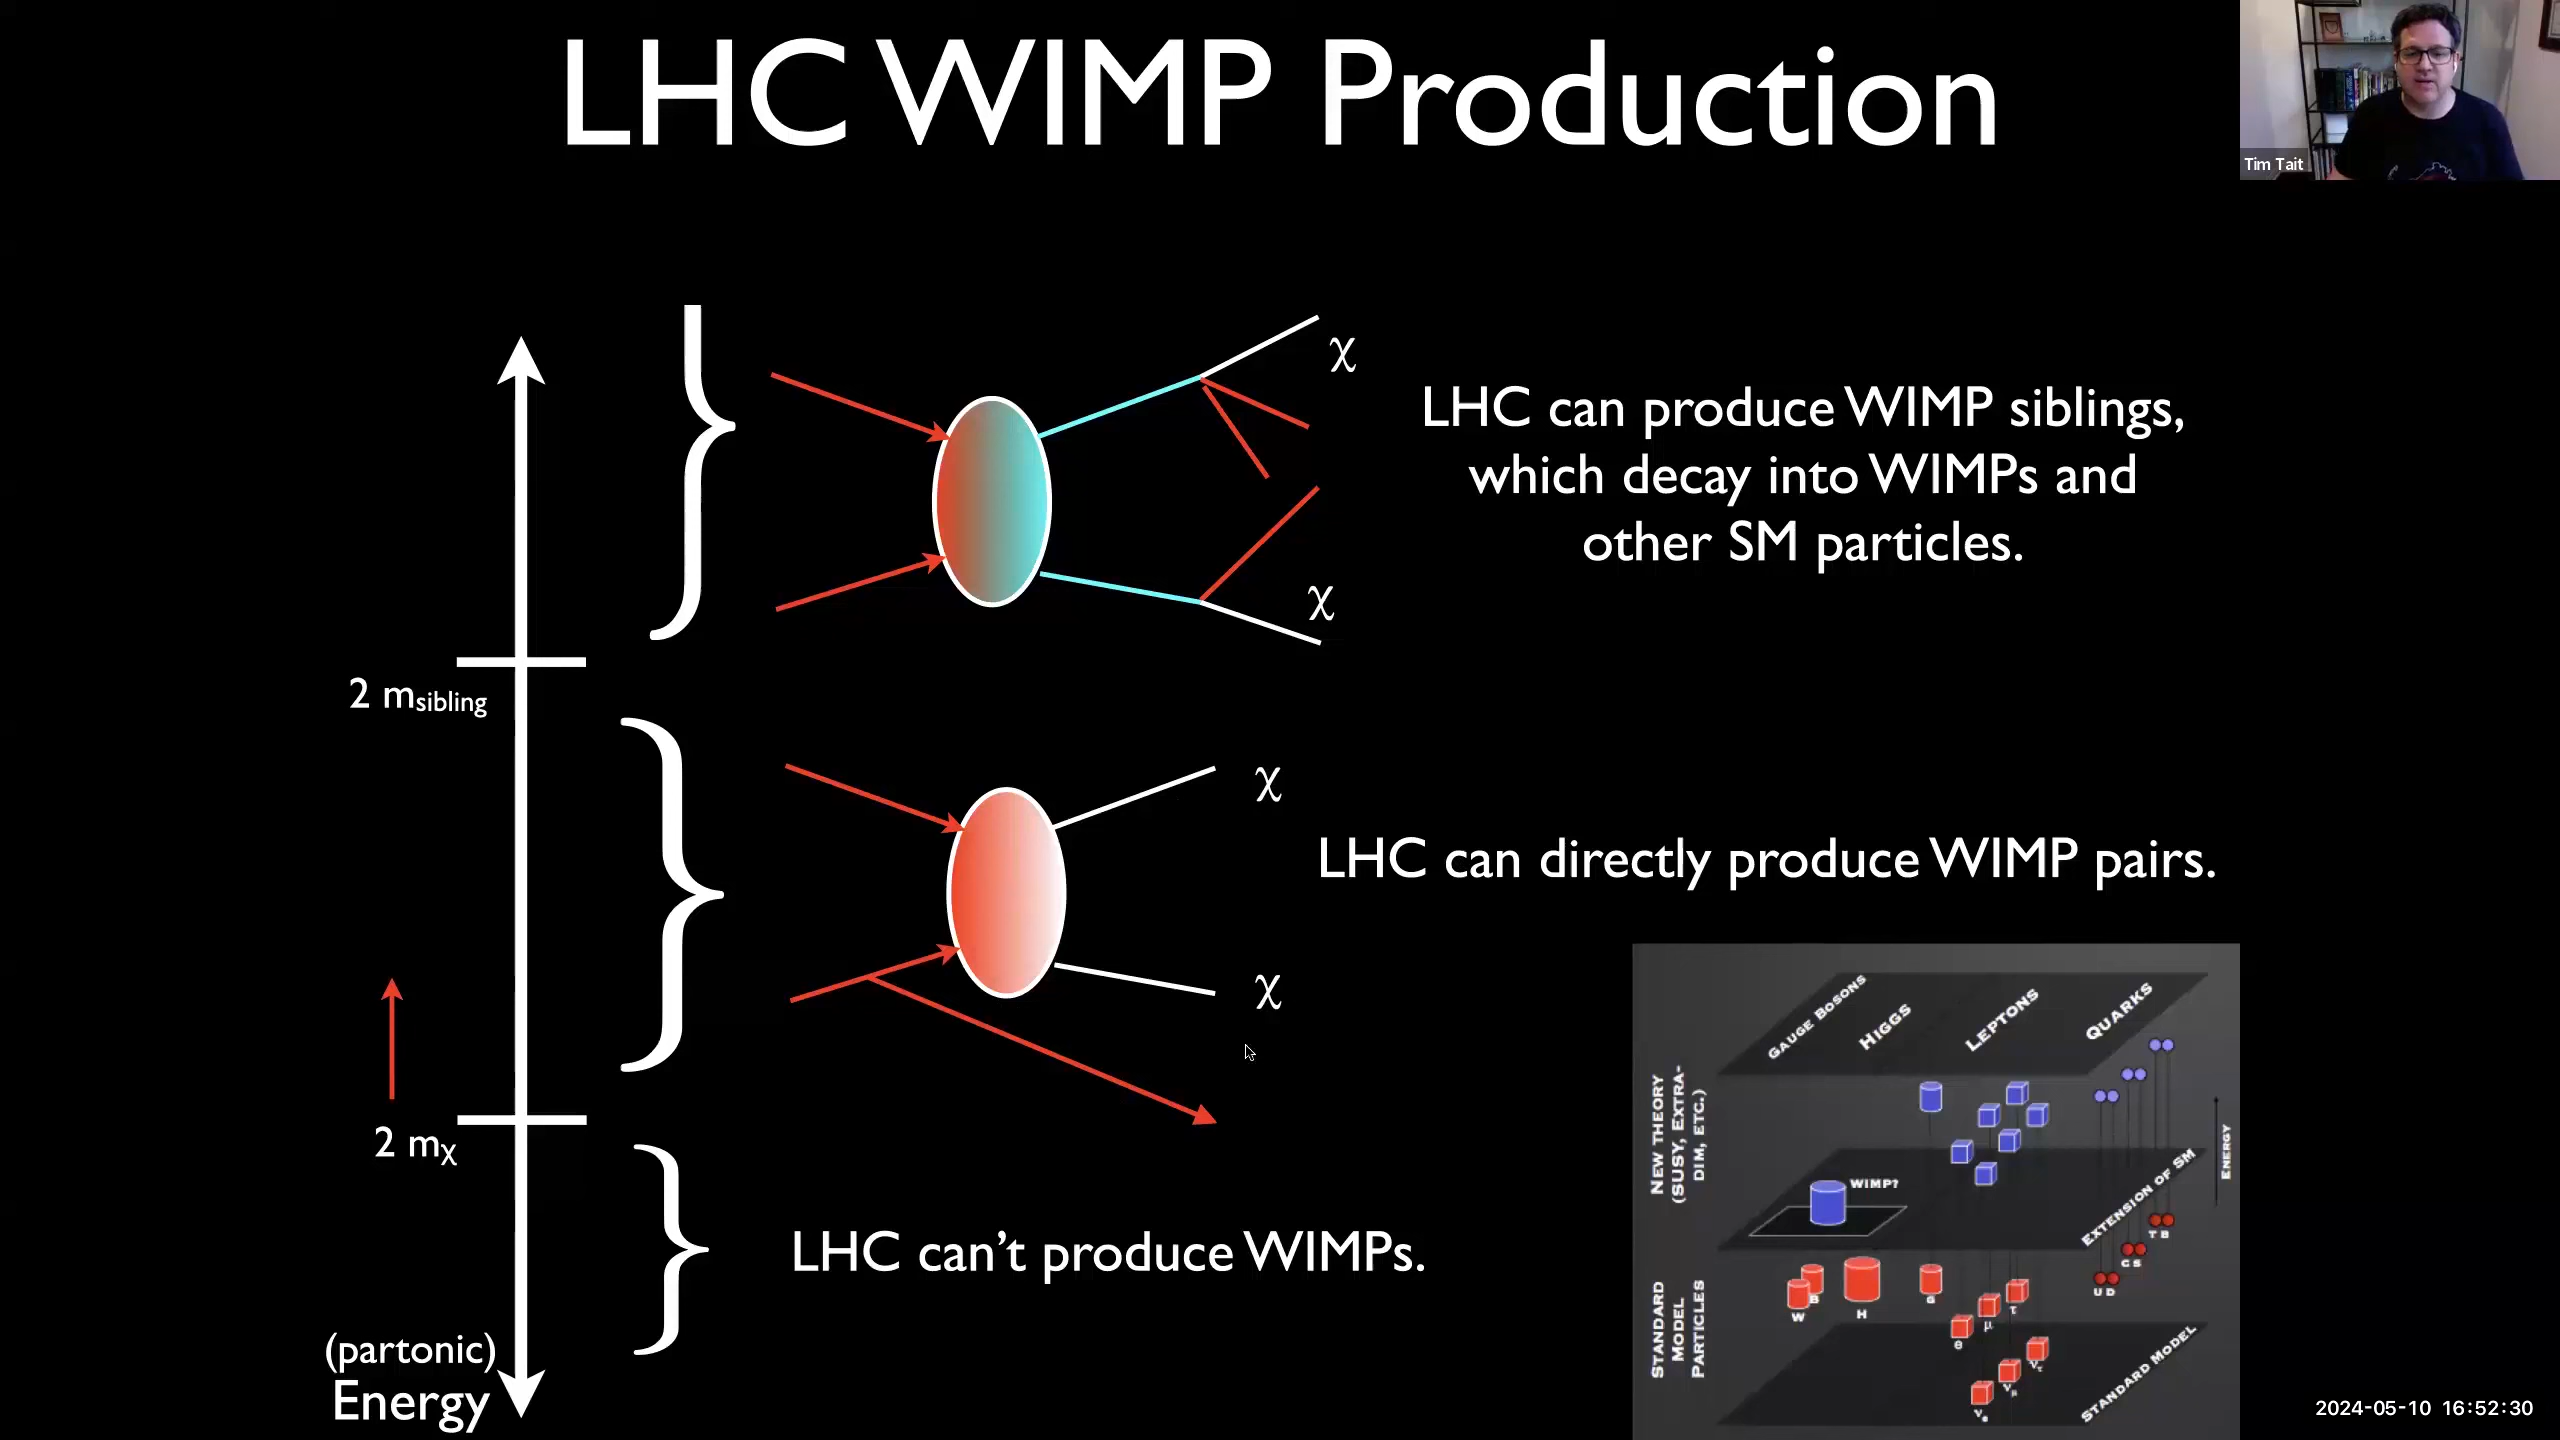 LHC WIMP Production
Tim Tait
χ
LHC can produce WIMP siblings,
which decay into WIMPs and
other SM particles.
χ
2 msibling
χ
LHC can directly produce WIMP pairs.
χ
2 mχ
LHC can't produce WIMPs.
(partonic)
Energy
GAUGE BOSONS
HIGGS
LEPTONS
QUARKS
NEW THEORY
(SUSY, EXTRA-
DIM, ETC.)
WIMP?
ENERGY
EXTENSION OF SM
T B
C S
U D
STANDARD
MODEL
PARTICLES
W
B
H
G
e
μ
τ
νe
νμ
ντ
STANDARD MODEL
2024-05-10 16:52:30